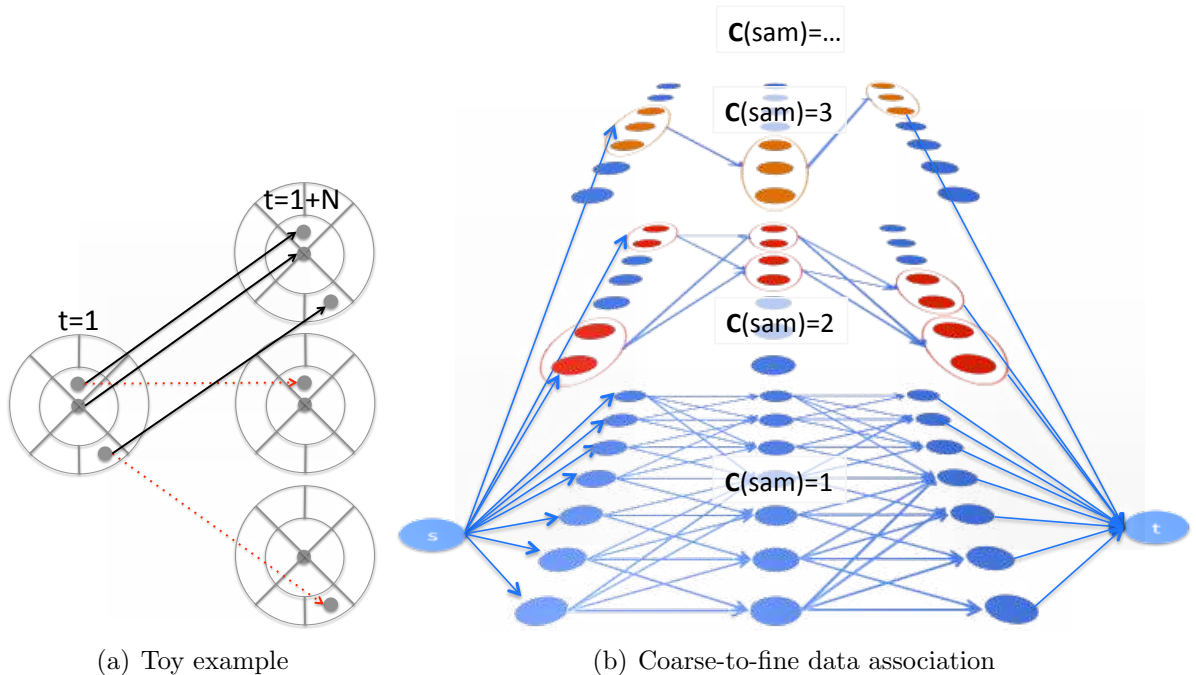 C(sam)=...
C(sam)=3
t=1+N
t=1
C(sam)=2
C(sam)=1
s
t
(a) Toy example
(b) Coarse-to-fine data association